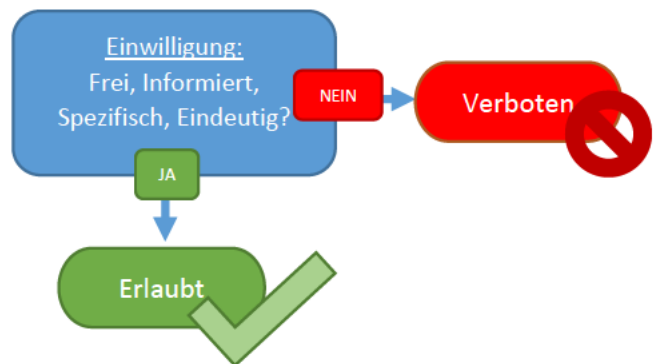 Einwilligung:
Frei, Informiert,
Spezifisch, Eindeutig?
NEIN
Verboten
JA
Erlaubt